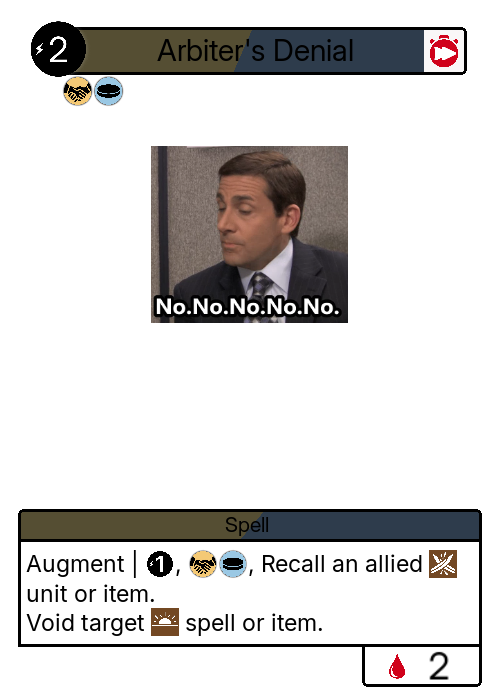 2 Arbiter's Denial
No.No.No.No.No.
Spell
Augment | 1, , Recall an allied
unit or item.
Void target spell or item.
2